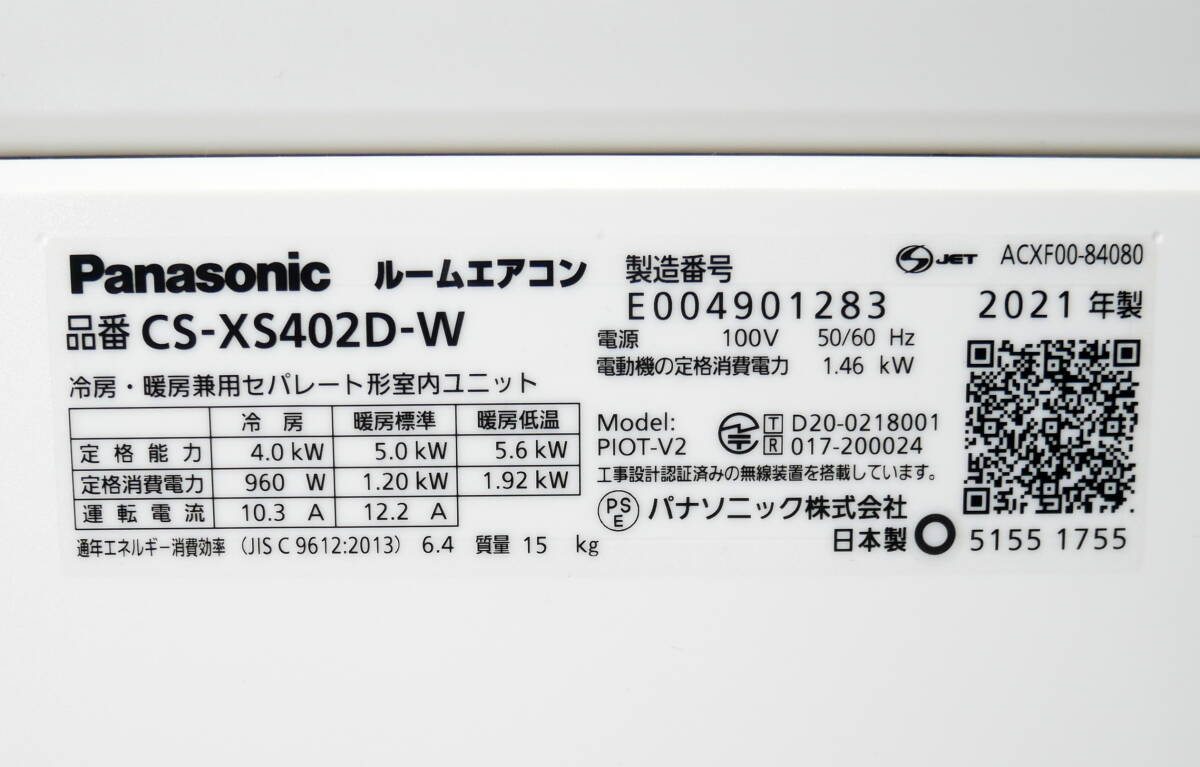 Panasonic ルームエアコン
品番 CS-XS402D-W
冷房・暖房兼用セパレート形室内ユニット
冷房 暖房標準 暖房低温
定格能力 4.0 kW 5.0 kW 5.6 kW
定格消費電力 960 W 1.20 kW 1.92 kW
運転電流 10.3 A 12.2 A
通年エネルギー消費効率 (JIS C 9612:2013) 6.4 質量 15 kg
製造番号
E004901283
JET ACXF00-84080
2021 年製
電源 100V 50/60 Hz
電動機の定格消費電力 1.46 kW
Model: T D20-0218001
PIOT-V2 R 017-200024
工事設計認証済みの無線装置を搭載しています。
PS E パナソニック株式会社
日本製 5155 1755